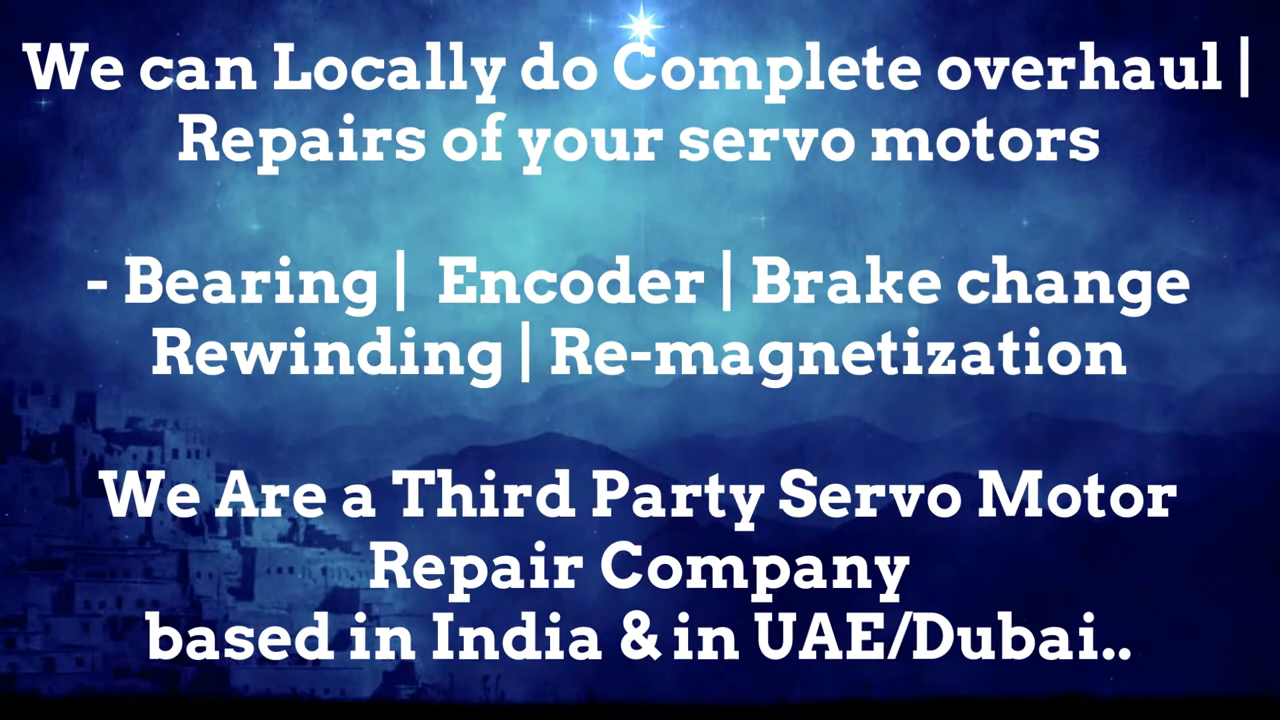 We can Locally do Complete overhaul |
Repairs of your servo motors
- Bearing |  Encoder | Brake change
Rewinding | Re-magnetization
We Are a Third Party Servo Motor
Repair Company
based in India & in UAE/Dubai..